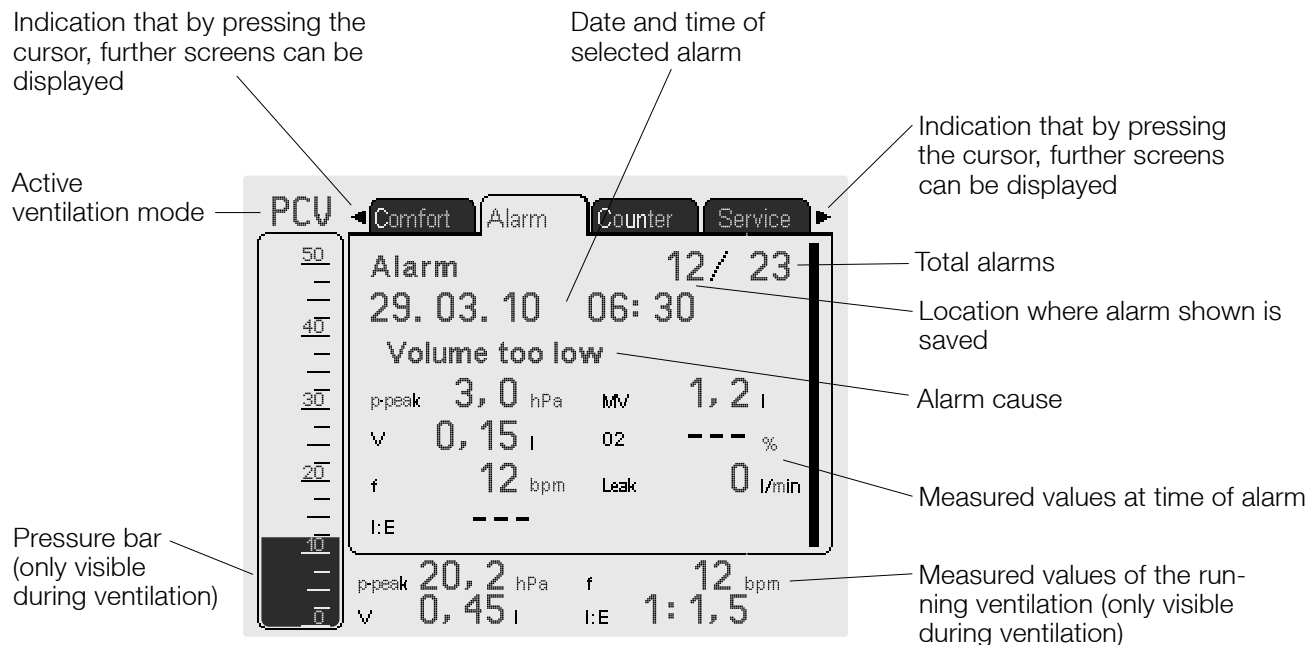 Indication that by pressing the
cursor, further screens can be
displayed
Date and time of
selected alarm
Indication that by pressing
the cursor, further screens
can be displayed
Active
ventilation mode
PCV
Comfort
Alarm
Counter
Service
50
40
30
20
10
0
Alarm 12/ 23
29. 03. 10 06: 30
Volume too low
p-peak 3, 0 hPa MV 1, 2 l
V 0, 15 l O2 --- %
f 12 bpm Leak 0 l/min
I:E ---
p-peak 20, 2 hPa f 12 bpm
V 0, 45 l I:E 1: 1, 5
Total alarms
Location where alarm shown is
saved
Alarm cause
Measured values at time of alarm
Measured values of the run-
ning ventilation (only visible
during ventilation)
Pressure bar
(only visible
during ventilation)